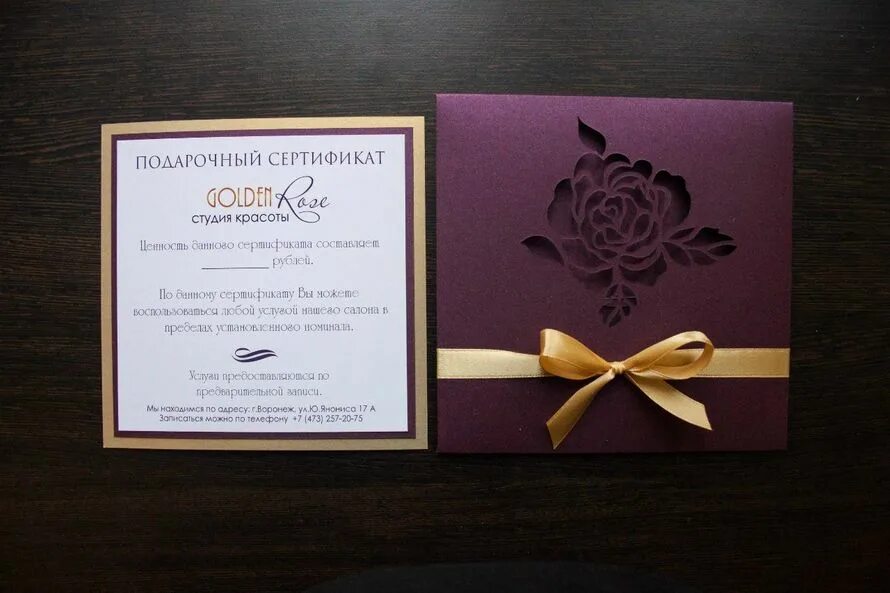 ПОДАРОЧНЫЙ СЕРТИФИКАТ
GOLDEN Rose
студия красоты
Ценность данного сертификата составляет
__________ рублей.
По данному сертификату Вы можете
воспользоваться любой услугой нашего салона в
пределах установленного номинала.
Услуги предоставляются по
предварительной записи.
Мы находимся по адресу: г.Воронеж, ул.Ю.Янониса 17 А
Записаться можно по телефону +7 (473) 257-20-75